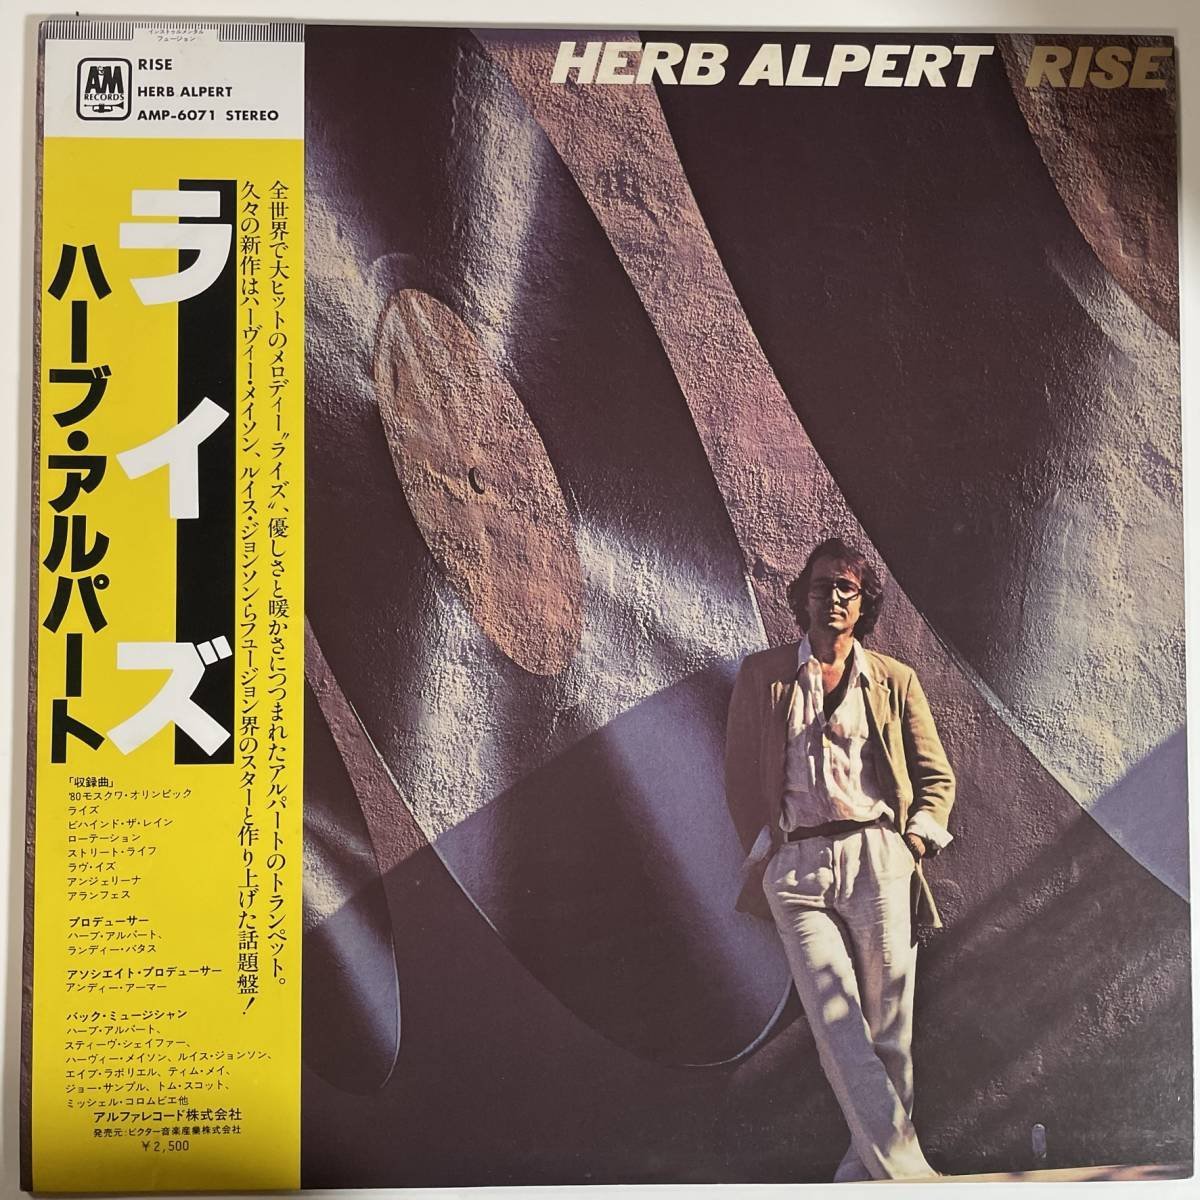 インストゥルメンタル
フュージョン
A&M
RECORDS
RISE
HERB ALPERT
AMP-6071 STEREO
HERB ALPERT RISE
ライズ
ハーブ・アルパート
全世界で大ヒットのメロディー〝ライズ〟、優しさと暖かさにつつまれたアルパートのトランペット。
久々の新作はハーヴィー・メイソン、ルイス・ジョンソンらフュージョン界のスターと作り上げた話題盤！
「収録曲」
'80モスクワ・オリンピック
ライズ
ビハインド・ザ・レイン
ローテーション
ストリート・ライフ
ラヴ・イズ
アンジェリーナ
アランフェス
プロデューサー
ハーブ・アルパート、
ランディー・バタス
アソシエイト・プロデューサー
アンディー・アーマー
バック・ミュージシャン
ハーブ・アルパート、
スティーヴ・シェイファー、
ハーヴィー・メイソン、ルイス・ジョンソン、
エイブ・ラボリエル、ティム・メイ、
ジョー・サンプル、トム・スコット、
ミッシェル・コロムビエ他
アルファレコード株式会社
発売元：ビクター音楽産業株式会社
¥2,500